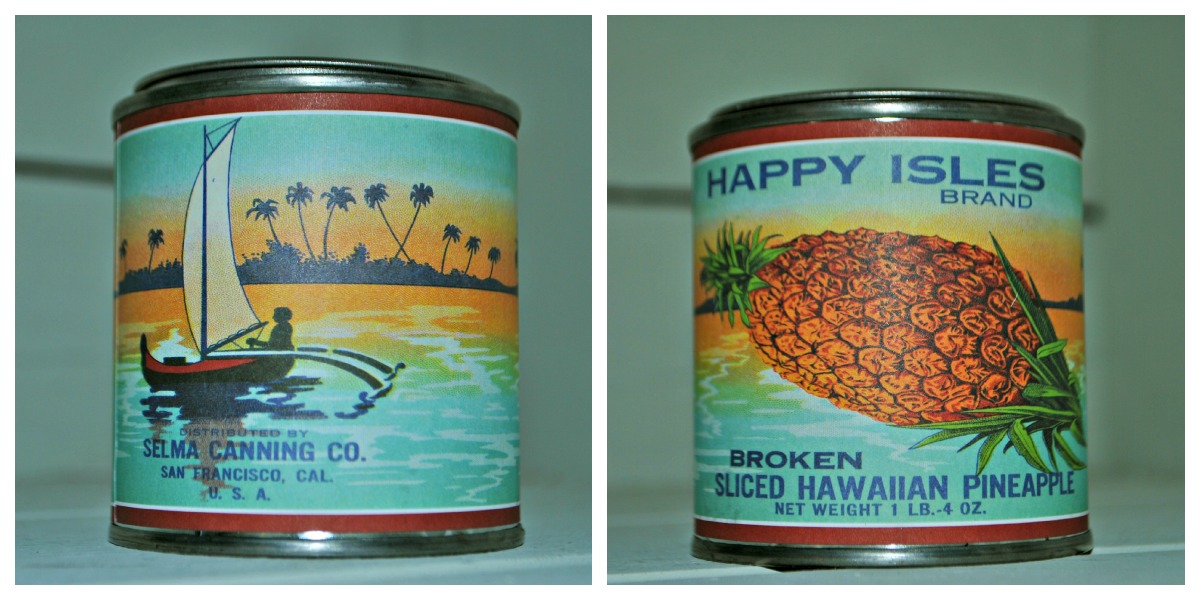 DISTRIBUTED BY
SELMA CANNING CO.
SAN FRANCISCO, CAL.
U. S. A.
HAPPY ISLES
BRAND
BROKEN
SLICED HAWAIIAN PINEAPPLE
NET WEIGHT 1 LB.-4 OZ.